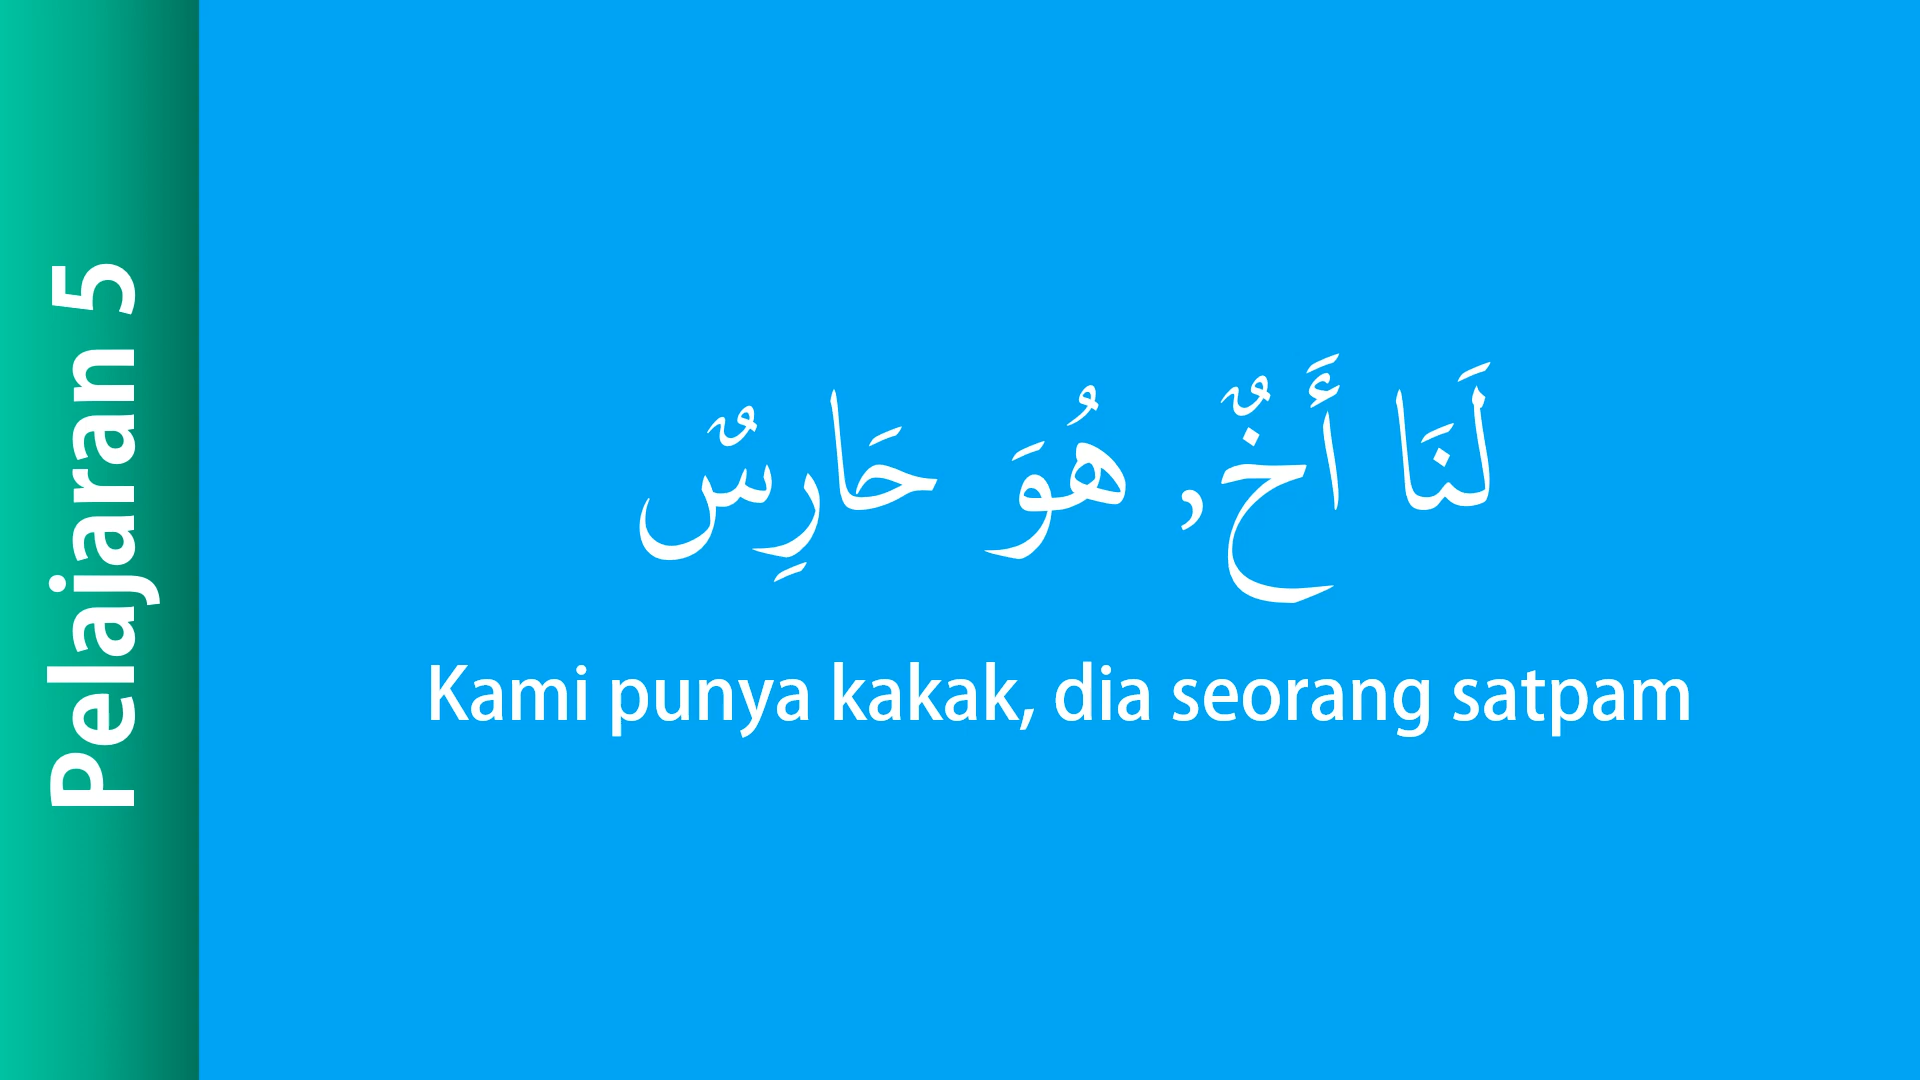 Pelajaran 5
لَنَا أَخٌ, هُوَ حَارِسٌ
Kami punya kakak, dia seorang satpam